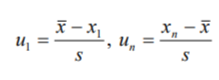 u₁ = (x̅ − x₁) / s , uₙ = (xₙ − x̅) / s